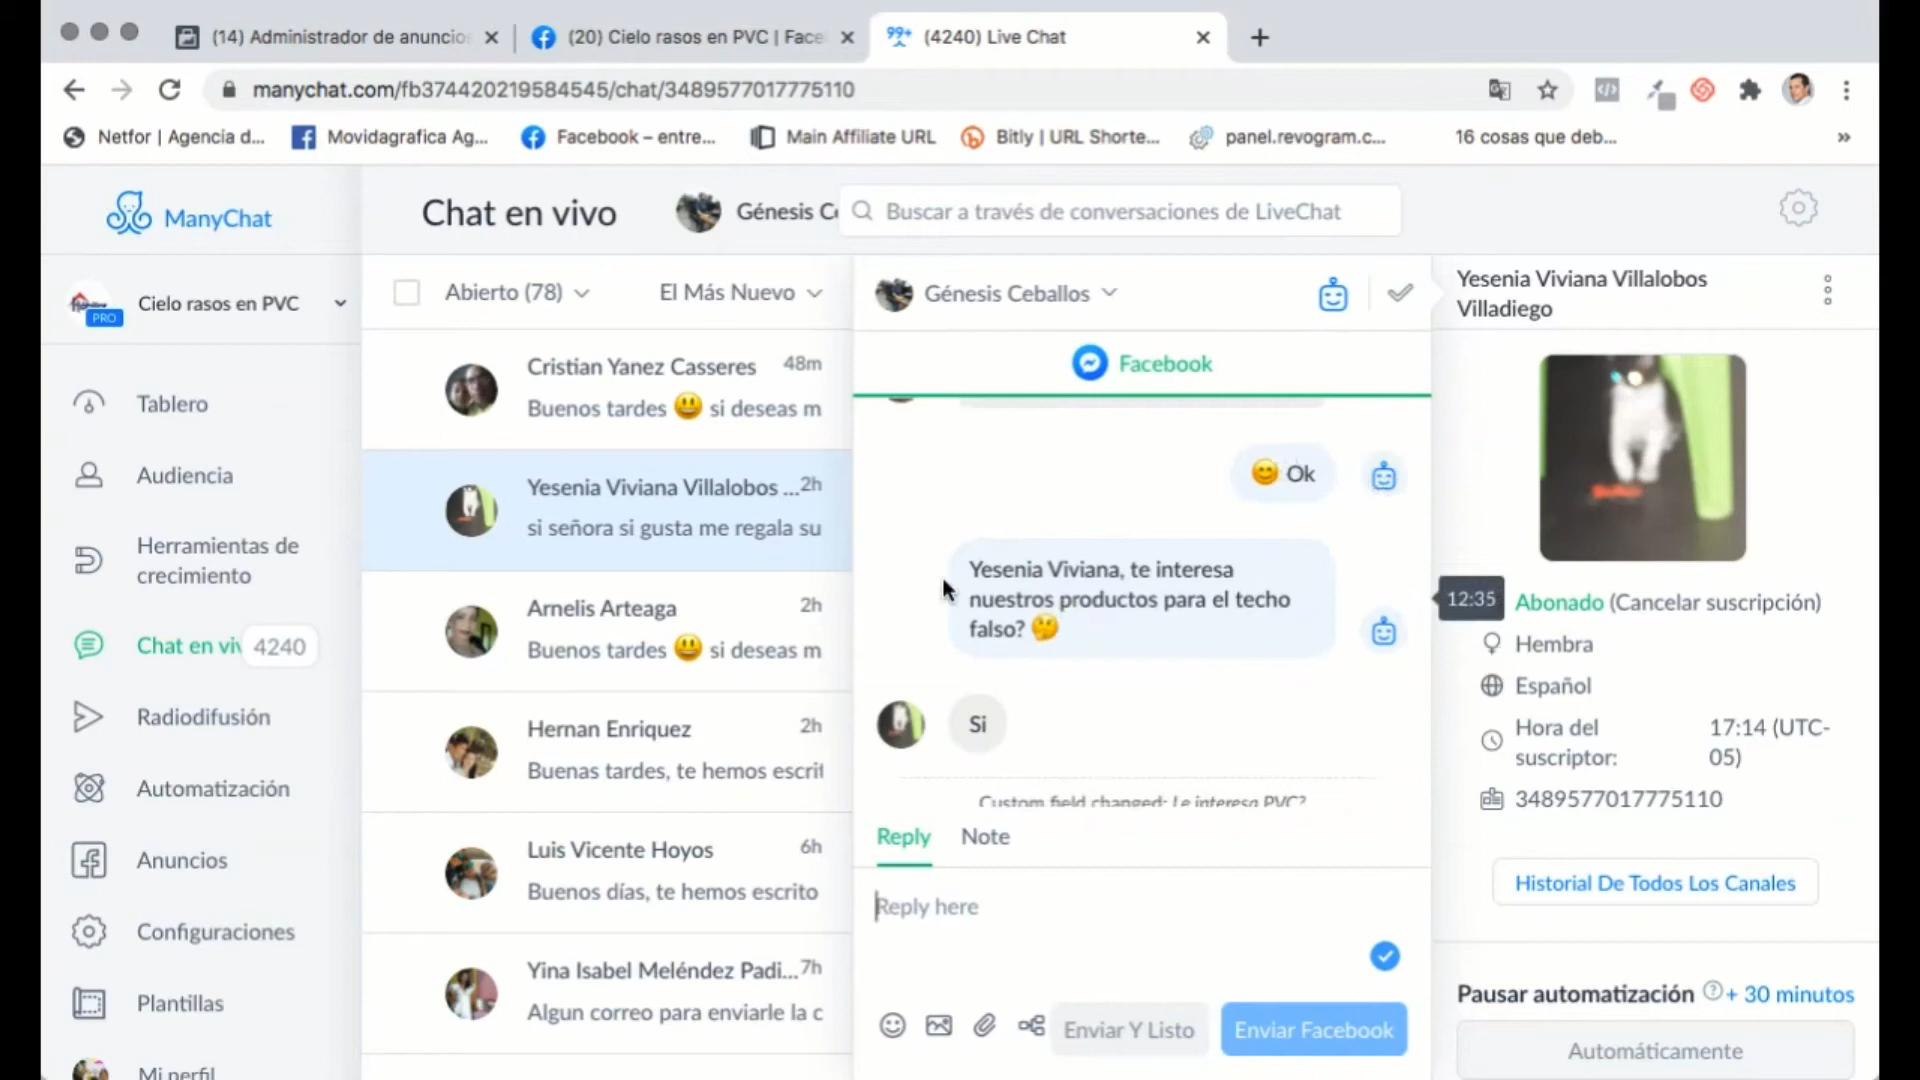 (14) Administrador de anuncios
(20) Cielo rasos en PVC | Face
99+
(4240) Live Chat
manychat.com/fb374420219584545/chat/3489577017775110
Netfor | Agencia d...
Movidagrafica Ag...
Facebook – entre...
Main Affiliate URL
Bitly | URL Shorte...
panel.revogram.c...
16 cosas que deb...
»
ManyChat
Chat en vivo
Génesis Ce
Buscar a través de conversaciones de LiveChat
Cielo rasos en PVC
PRO
Tablero
Audiencia
Herramientas de
crecimiento
Chat en viv
4240
Radiodifusión
Automatización
Anuncios
Configuraciones
Plantillas
Mi perfil
Abierto (78)
El Más Nuevo
Cristian Yanez Casseres
48m
Buenos tardes 😃 si deseas m
Yesenia Viviana Villalobos ...
2h
si señora si gusta me regala su
Arnelis Arteaga
2h
Buenos tardes 😃 si deseas m
Hernan Enriquez
2h
Buenas tardes, te hemos escrit
Luis Vicente Hoyos
6h
Buenos días, te hemos escrito
Yina Isabel Meléndez Padi...
7h
Algun correo para enviarle la c
Génesis Ceballos
Facebook
😊 Ok
Yesenia Viviana, te interesa
nuestros productos para el techo
falso? 🤔
Si
Custom field changed: Le interesa PVC?
Reply
Note
Reply here
Enviar Y Listo
Enviar Facebook
Yesenia Viviana Villalobos
Villadiego
12:35
Abonado (Cancelar suscripción)
Hembra
Español
Hora del
suscriptor:
17:14 (UTC-
05)
3489577017775110
Historial De Todos Los Canales
Pausar automatización
+ 30 minutos
Automáticamente